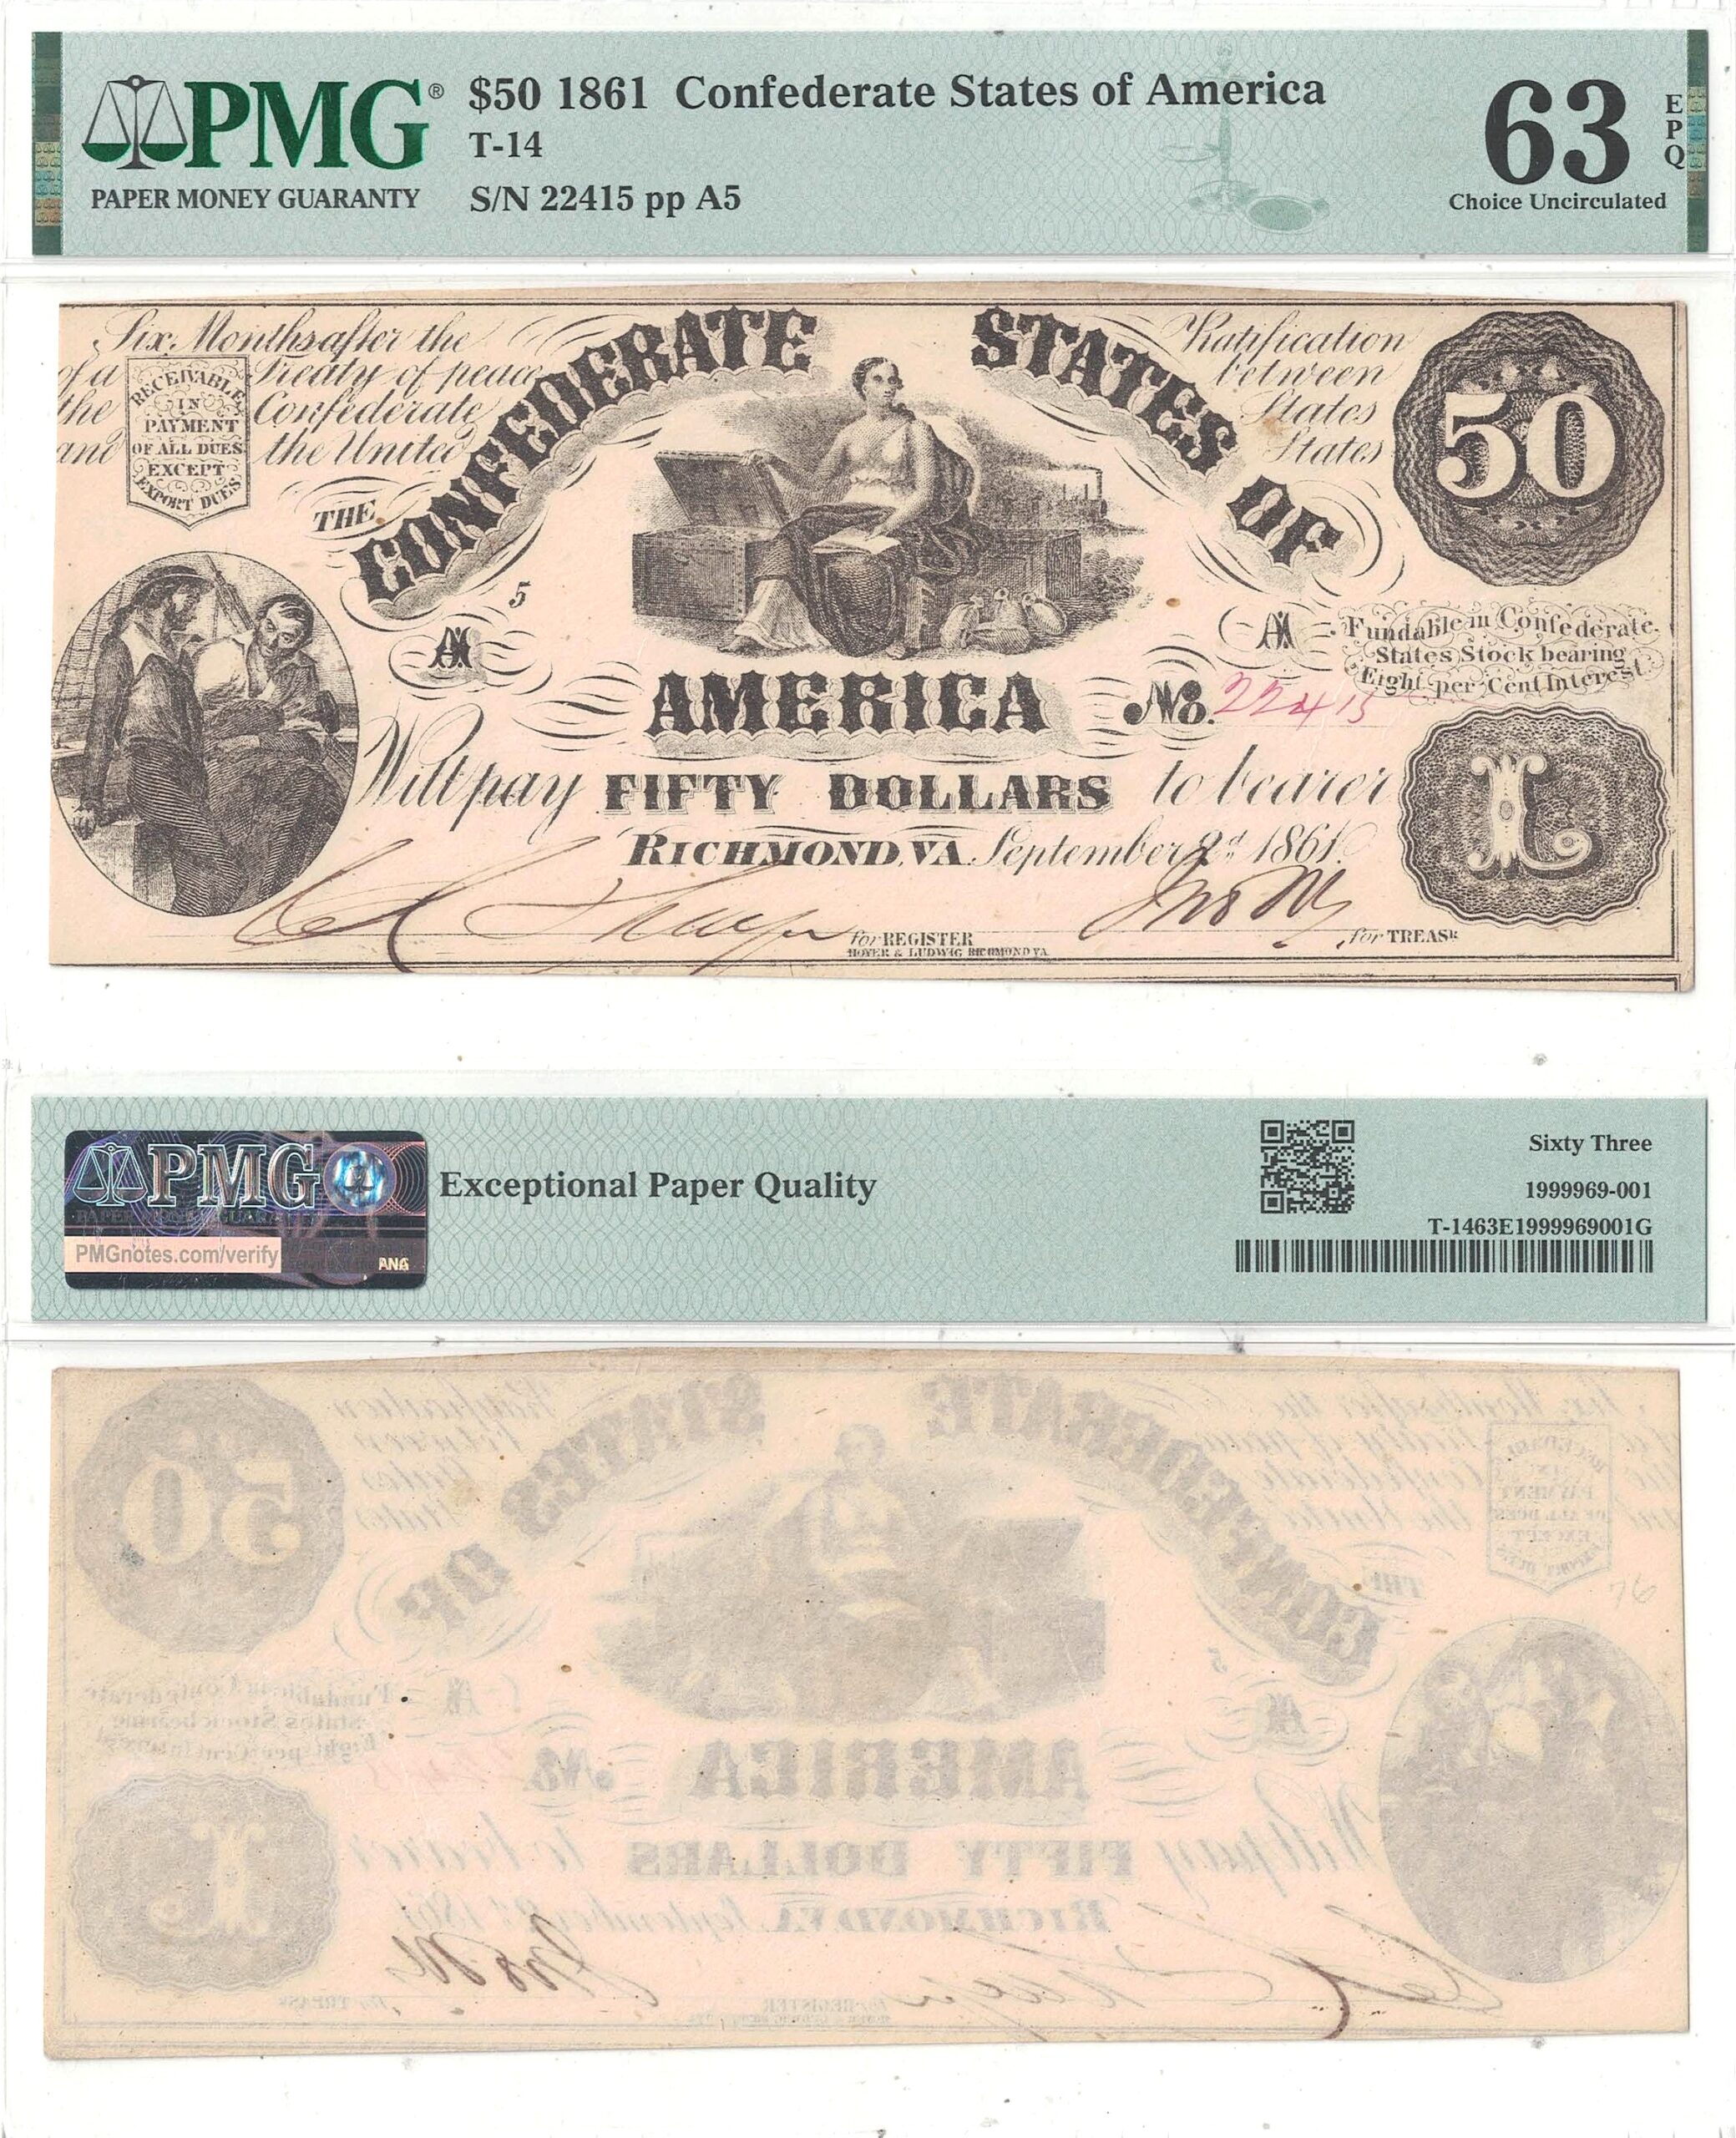 PMG®
PAPER MONEY GUARANTY
$50 1861 Confederate States of America
T-14
S/N 22415 pp A5
63
EPQ
Choice Uncirculated
Six Months after the
of a Treaty of peace
the Confederate
and the United
RECEIVABLE
IN
PAYMENT
OF ALL DUES
EXCEPT
EXPORT DUES
Ratification
between
States
States
THE
CONFEDERATE STATES OF
AMERICA
50
5
A
A
Fundable in Confederate
States Stock bearing
Eight per Cent Interest
No. 22415
Will pay FIFTY DOLLARS to bearer
RICHMOND, VA. September 2d 1861.
L
for REGISTER
HOYER & LUDWIG RICHMOND VA.
for TREASR
PMG
PAPER MONEY GUARANTY
PMGnotes.com/verify
PNG
Exceptional Paper Quality
Sixty Three
1999969-001
T-1463E1999969001G
76